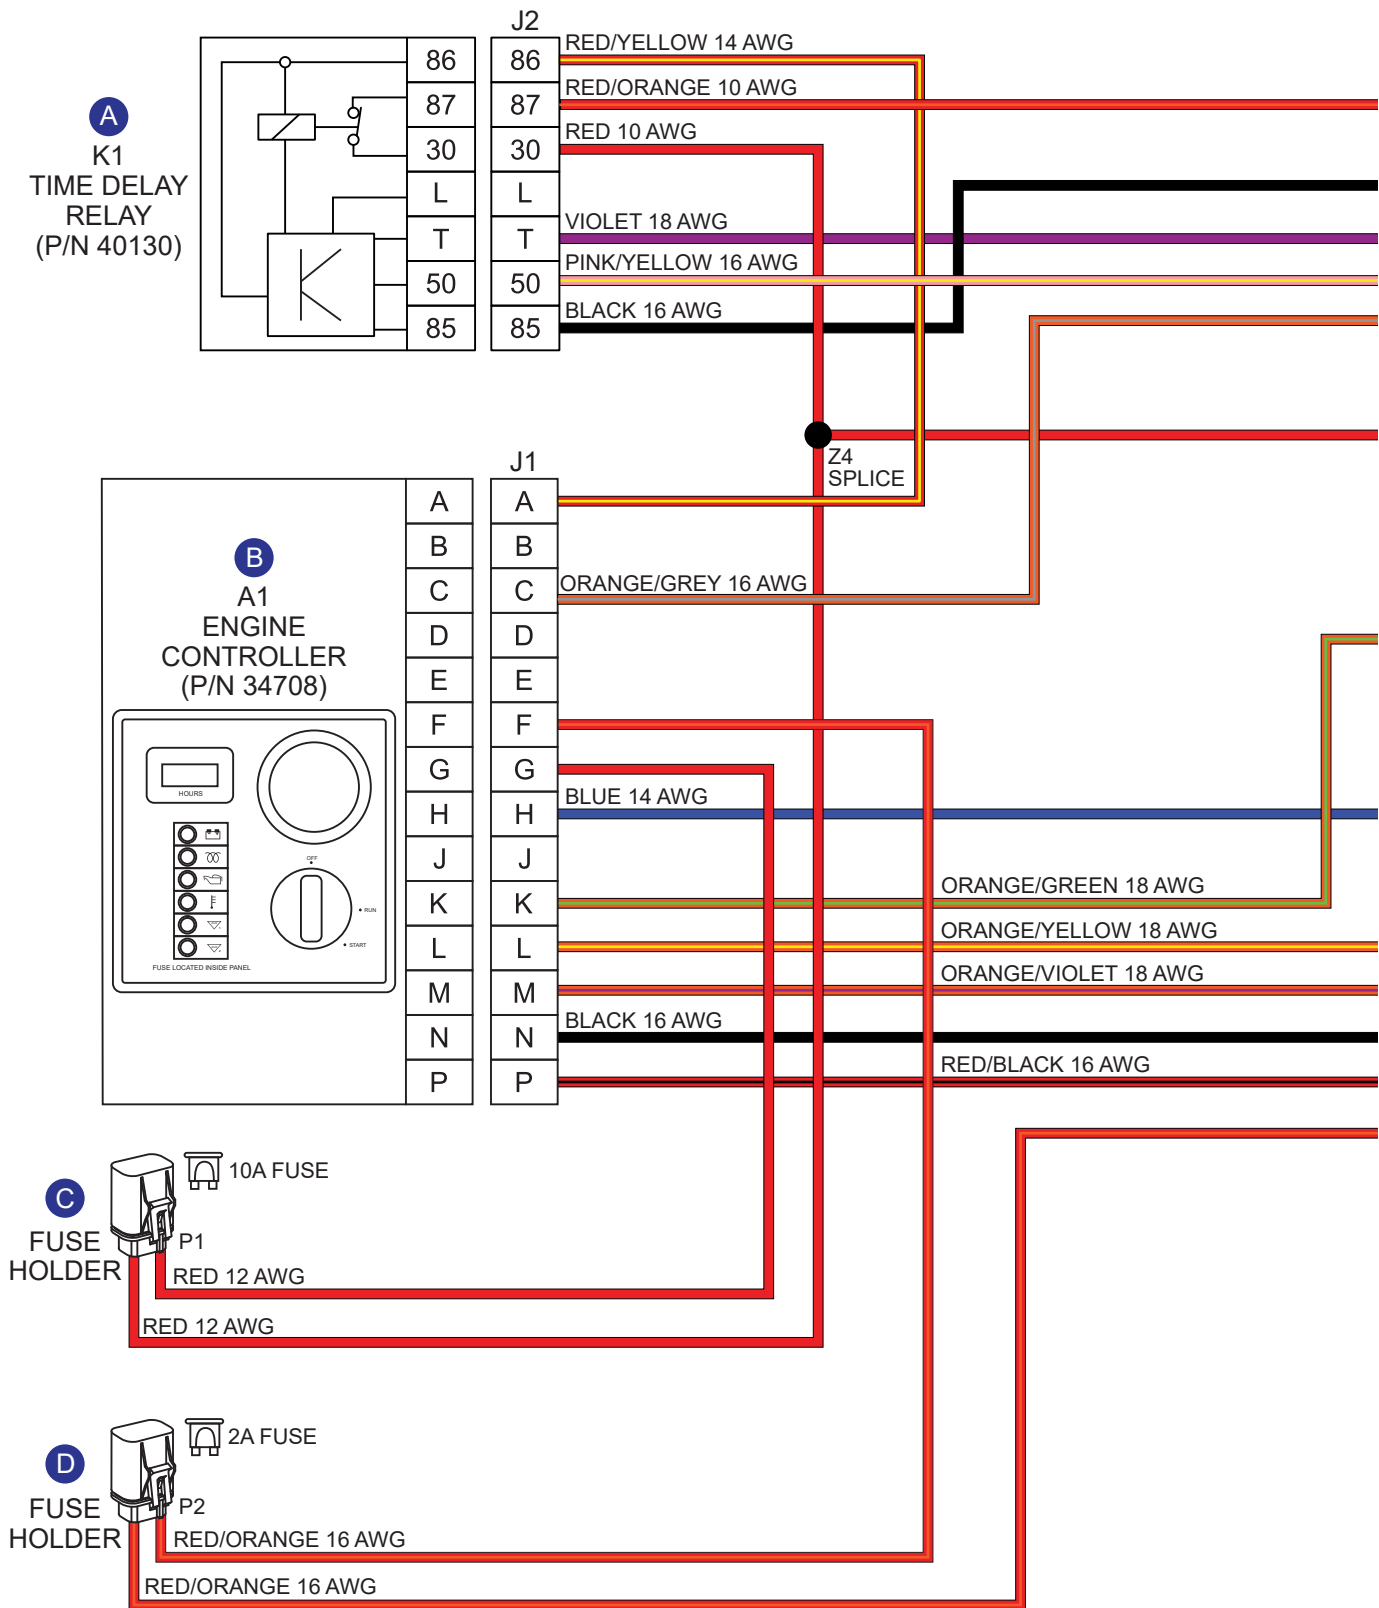 J2
86 86 RED/YELLOW 14 AWG
87 87 RED/ORANGE 10 AWG
30 30 RED 10 AWG
L L
T T VIOLET 18 AWG
50 50 PINK/YELLOW 16 AWG
85 85 BLACK 16 AWG
A
K1
TIME DELAY
RELAY
(P/N 40130)
Z4
SPLICE
J1
A A
B B
C C ORANGE/GREY 16 AWG
D D
E E
F F
G G
H H BLUE 14 AWG
J J
K K ORANGE/GREEN 18 AWG
L L ORANGE/YELLOW 18 AWG
M M ORANGE/VIOLET 18 AWG
N N BLACK 16 AWG
P P RED/BLACK 16 AWG
B
A1
ENGINE
CONTROLLER
(P/N 34708)
HOURS
OFF
RUN
START
FUSE LOCATED INSIDE PANEL
10A FUSE
C
FUSE
HOLDER
P1
RED 12 AWG
RED 12 AWG
2A FUSE
D
FUSE
HOLDER
P2
RED/ORANGE 16 AWG
RED/ORANGE 16 AWG